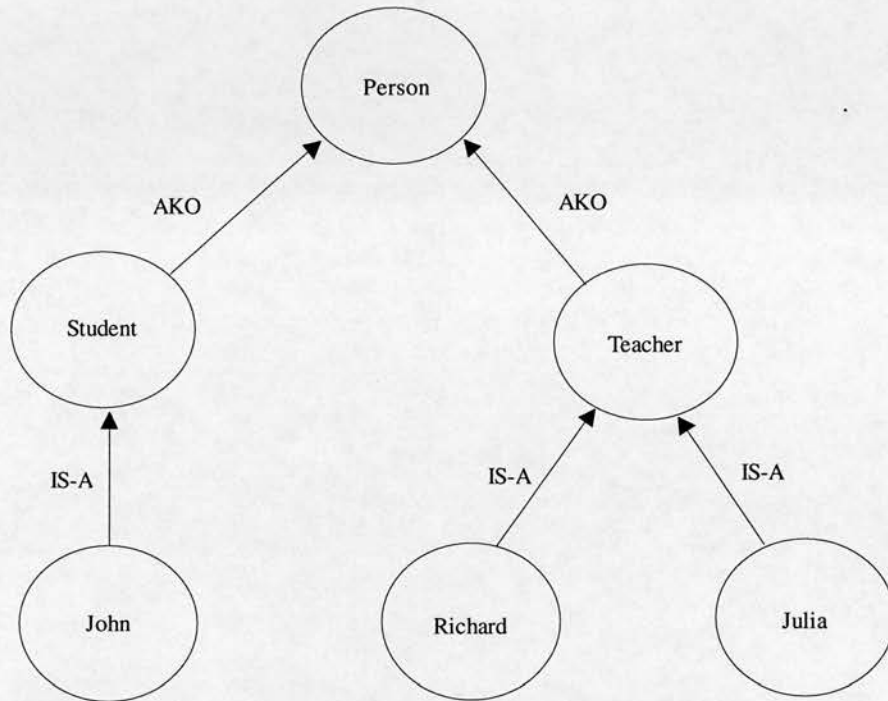 Person
AKO
AKO
Student
Teacher
IS-A
IS-A
IS-A
John
Richard
Julia